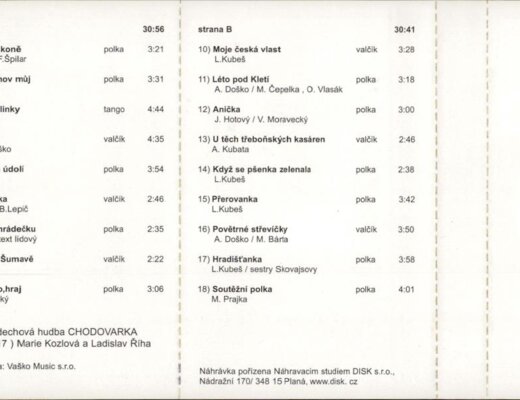 30:56
koně polka 3:21
F.Špilar
nov můj polka 3:31
linky tango 4:44
valčík 4:35
ško
údolí polka 3:54
ka valčík 2:46
B.Lepič
hrádečku polka 2:35
text lidový
Šumavě valčík 2:22
o,hraj polka 3:06
ký
dechová hudba CHODOVARKA
17 ) Marie Kozlová a Ladislav Říha
a: Vaško Music s.r.o.
strana B 30:41
10) Moje česká vlast valčík 3:28
L.Kubeš
11) Léto pod Kletí polka 3:18
A. Doško / M. Čepelka , O. Vlasák
12) Anička polka 3:00
J. Hotový / V. Moravecký
13) U těch třeboňských kasáren valčík 2:46
A. Kubata
14) Když se pšenka zelenala polka 2:38
L.Kubeš
15) Přerovanka polka 3:42
L.Kubeš
16) Povětrné střevíčky valčík 3:50
A. Doško / M. Bárta
17) Hradišťanka polka 3:58
L.Kubeš / sestry Skovajsovy
18) Soutěžní polka polka 4:01
M. Prajka
Náhrávka pořízena Náhravacim studiem DISK s.r.o.,
Nádražní 170/ 348 15 Planá, www.disk. cz